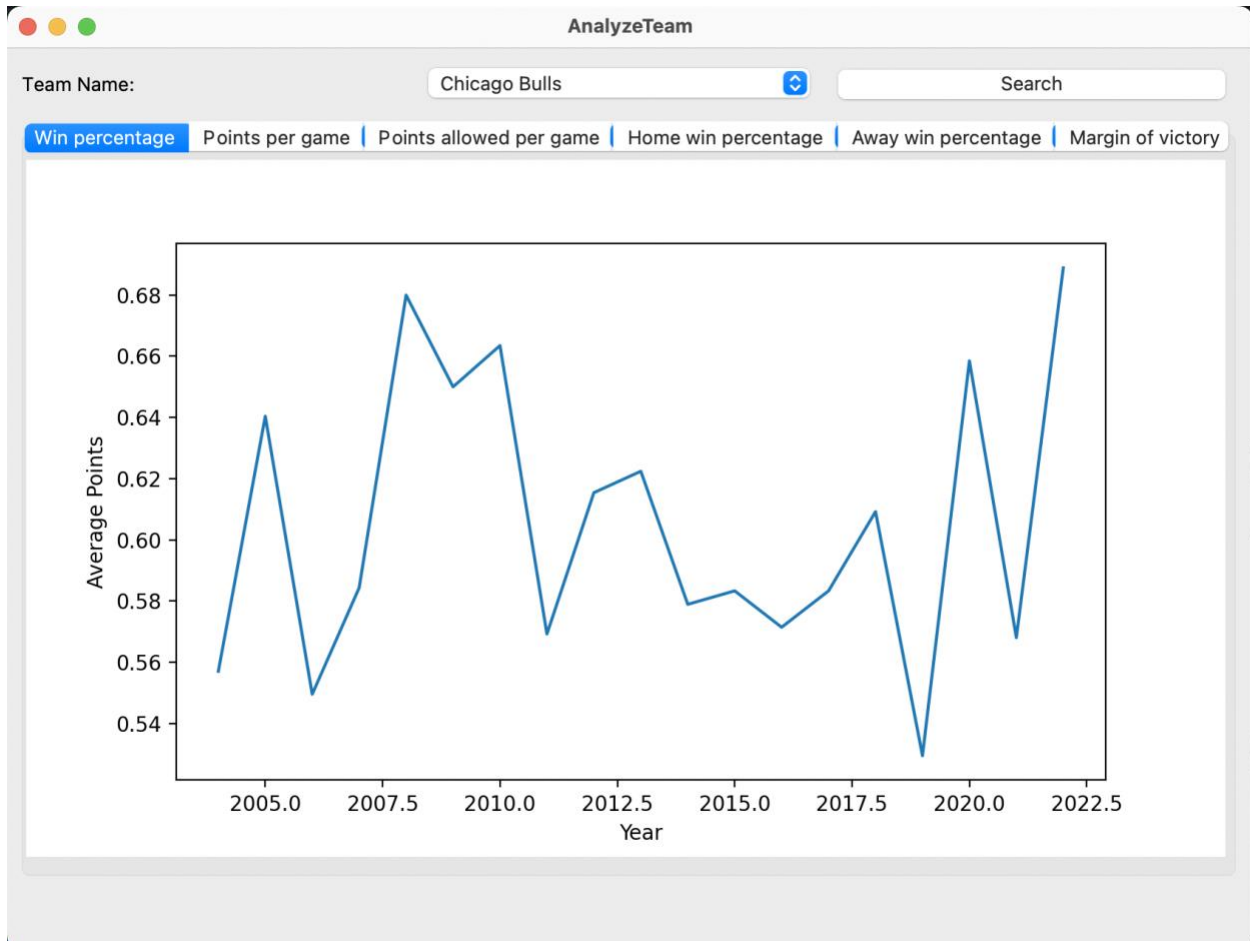 AnalyzeTeam
Team Name:
Chicago Bulls
Search
Win percentage
Points per game
Points allowed per game
Home win percentage
Away win percentage
Margin of victory
0.68
0.66
0.64
0.62
0.60
0.58
0.56
0.54
Average Points
2005.0 2007.5 2010.0 2012.5 2015.0 2017.5 2020.0 2022.5
Year